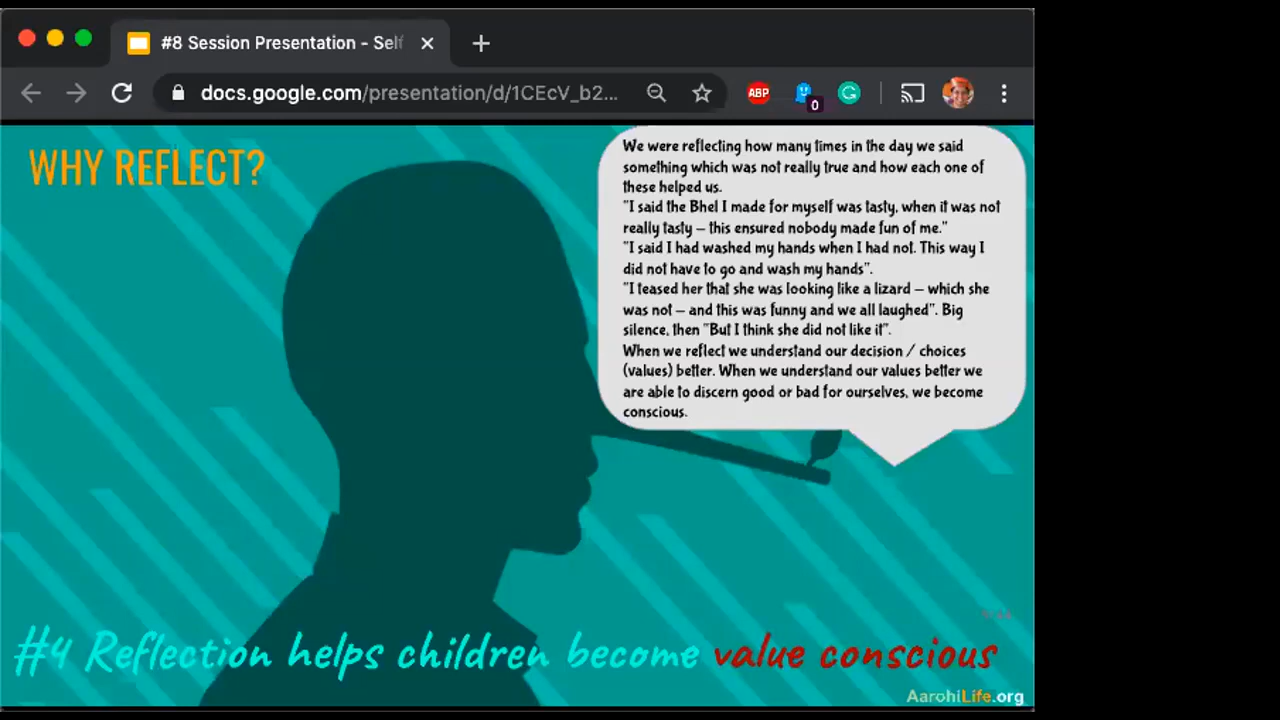 #8 Session Presentation - Self
docs.google.com/presentation/d/1CEcV_b2...
ABP
0
WHY REFLECT?
We were reflecting how many times in the day we said
something which was not really true and how each one of
these helped us.
"I said the Bhel I made for myself was tasty, when it was not
really tasty – this ensured nobody made fun of me."
"I said I had washed my hands when I had not. This way I
did not have to go and wash my hands".
"I teased her that she was looking like a lizard – which she
was not – and this was funny and we all laughed". Big
silence, then "But I think she did not like it".
When we reflect we understand our decision / choices
(values) better. When we understand our values better we
are able to discern good or bad for ourselves, we become
conscious.
#4 Reflection helps children become value conscious
AarohiLife.org